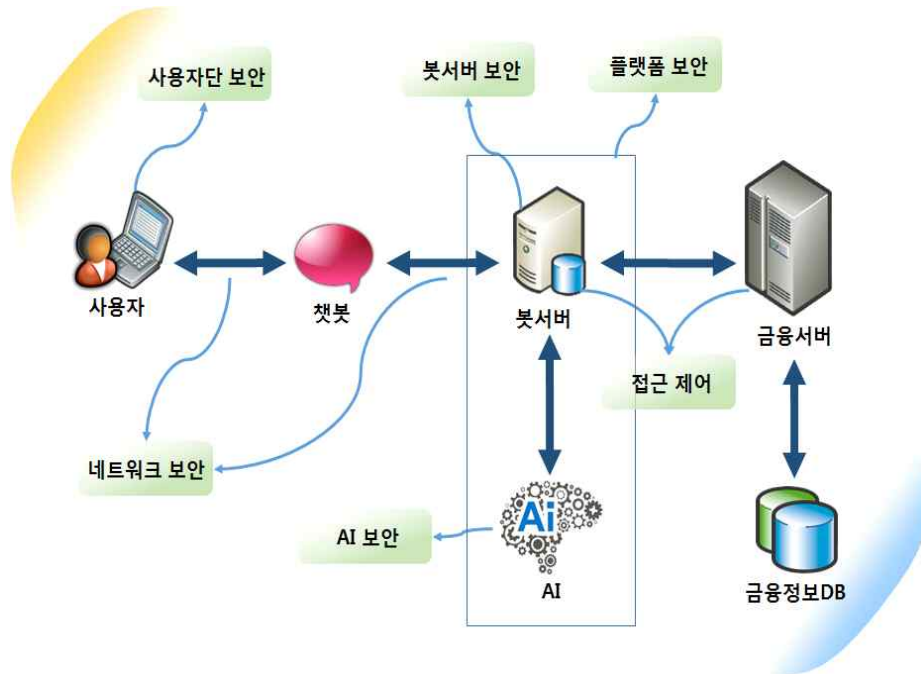 사용자단 보안
봇서버 보안
플랫폼 보안
사용자
챗봇
봇서버
금융서버
접근 제어
네트워크 보안
AI 보안
Ai
AI
금융정보DB